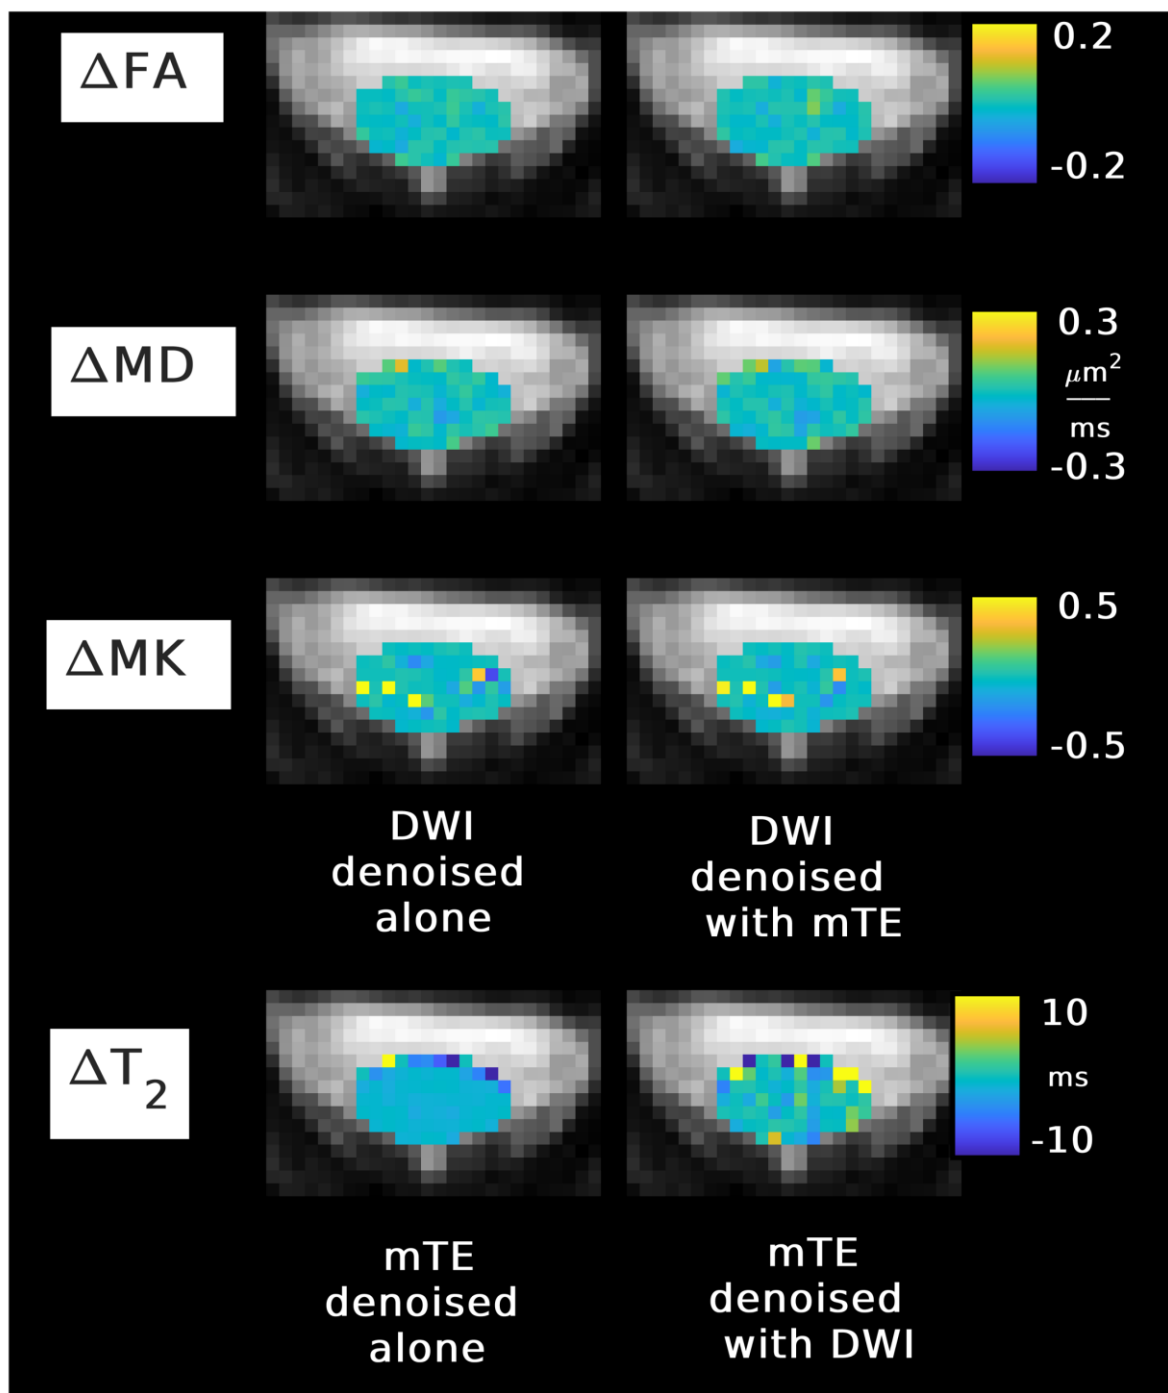 ΔFA
0.2
-0.2
ΔMD
0.3
μm²
ms
-0.3
ΔMK
0.5
-0.5
DWI
denoised
alone
DWI
denoised
with mTE
ΔT₂
10
ms
-10
mTE
denoised
alone
mTE
denoised
with DWI